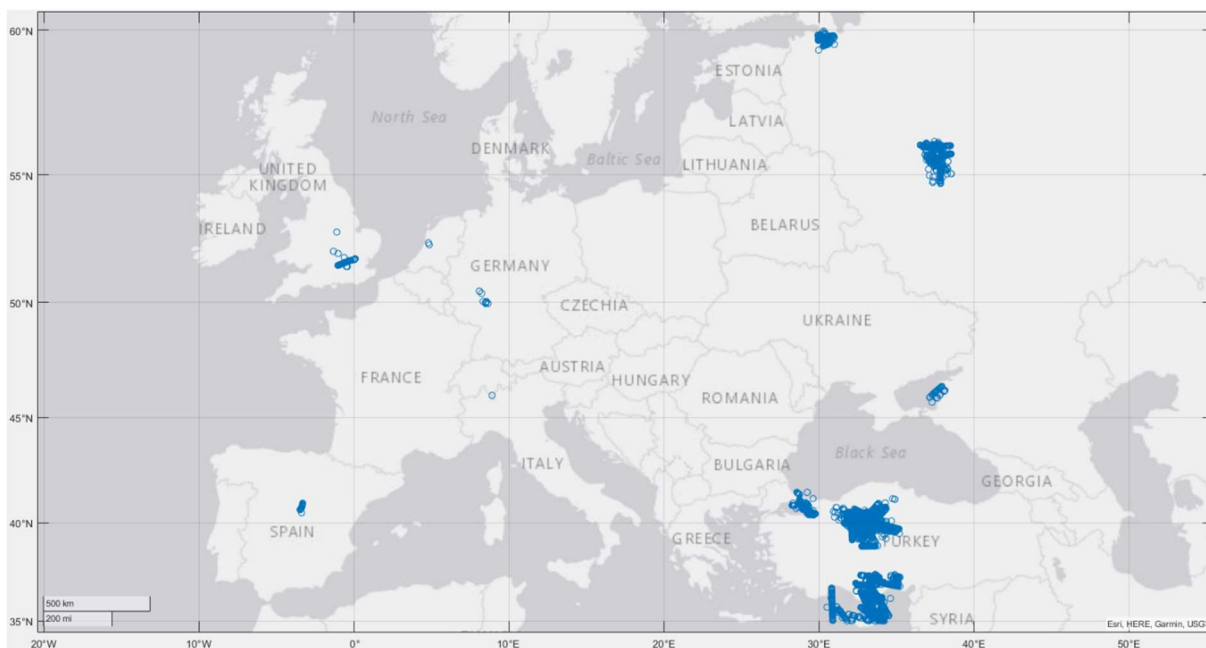 60°N
ESTONIA
North Sea
LATVIA
DENMARK
Baltic Sea
LITHUANIA
UNITED
KINGDOM
55°N
IRELAND
BELARUS
GERMANY
50°N
CZECHIA
UKRAINE
AUSTRIA
FRANCE
HUNGARY
ROMANIA
45°N
ITALY
BULGARIA
Black Sea
GEORGIA
40°N
SPAIN
GREECE
TURKEY
500 km
200 mi
SYRIA
35°N
Esri, HERE, Garmin, USG
20°W
10°W
0°
10°E
20°E
30°E
40°E
50°E